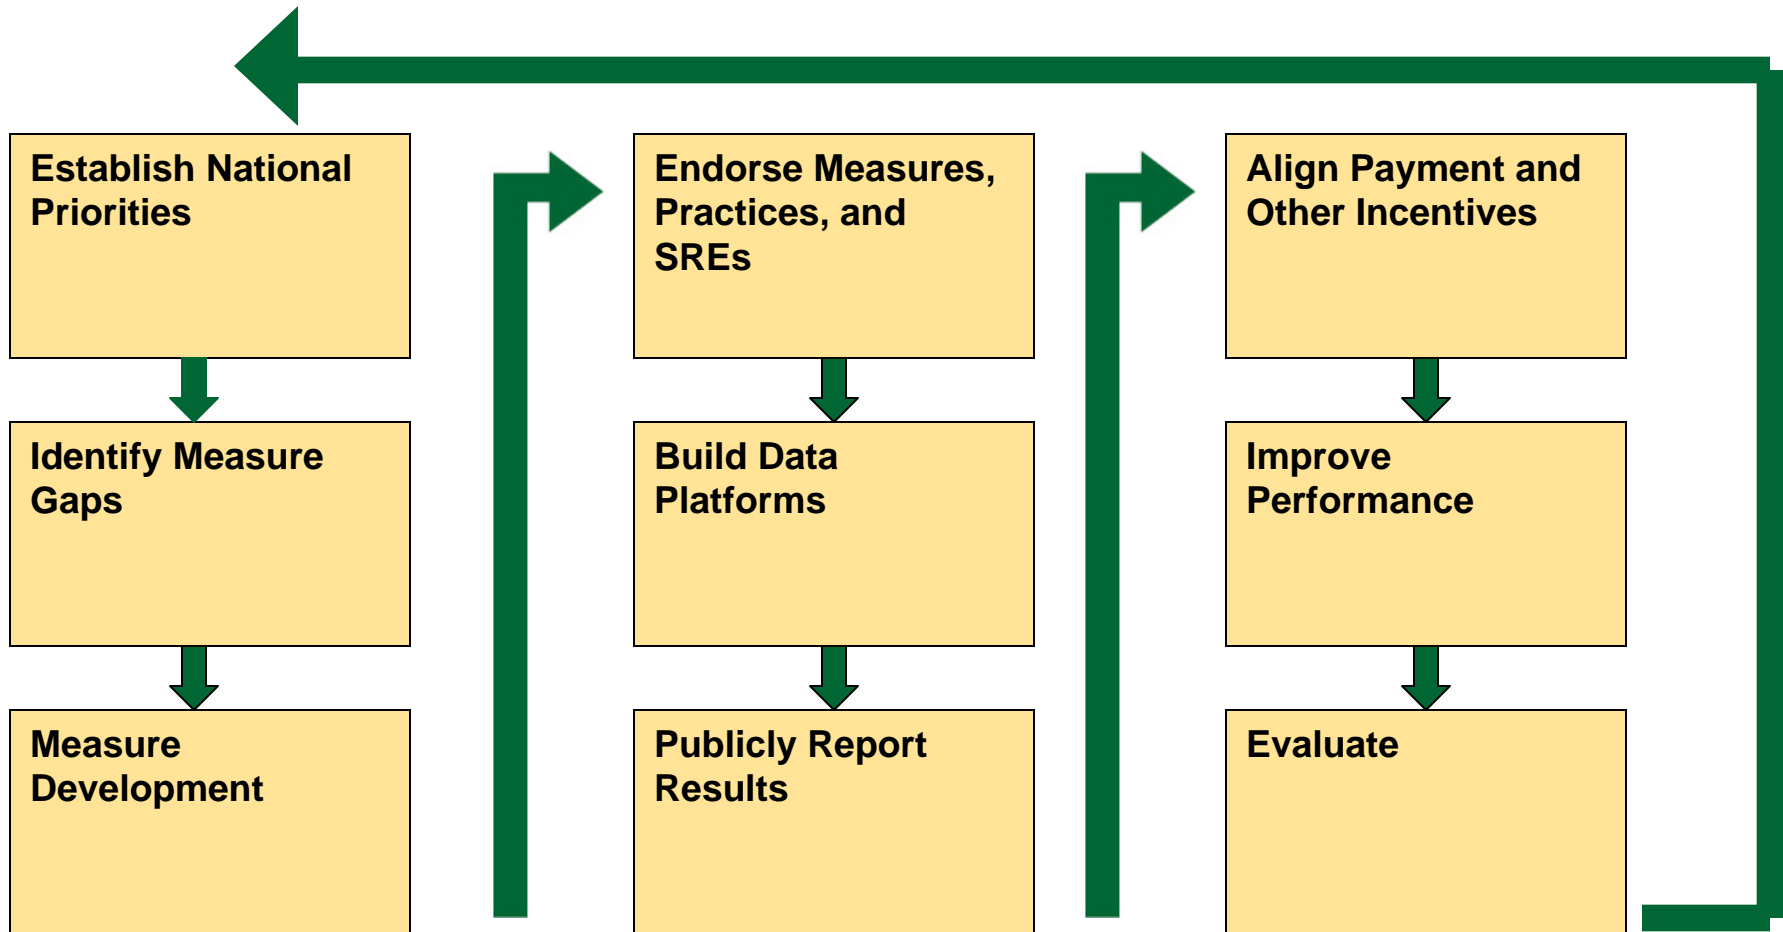 Establish National
Priorities
Identify Measure
Gaps
Measure
Development
Endorse Measures,
Practices, and
SREs
Build Data
Platforms
Publicly Report
Results
Align Payment and
Other Incentives
Improve
Performance
Evaluate